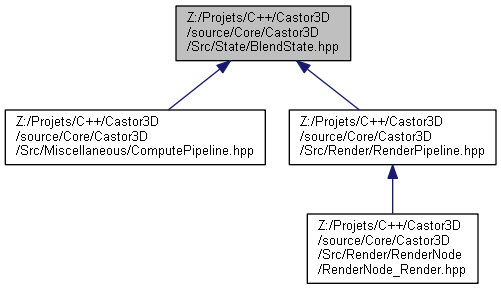 Z:/Projets/C++/Castor3D
/source/Core/Castor3D
/Src/State/BlendState.hpp
Z:/Projets/C++/Castor3D
/source/Core/Castor3D
/Src/Miscellaneous/ComputePipeline.hpp
Z:/Projets/C++/Castor3D
/source/Core/Castor3D
/Src/Render/RenderPipeline.hpp
Z:/Projets/C++/Castor3D
/source/Core/Castor3D
/Src/Render/RenderNode
/RenderNode_Render.hpp